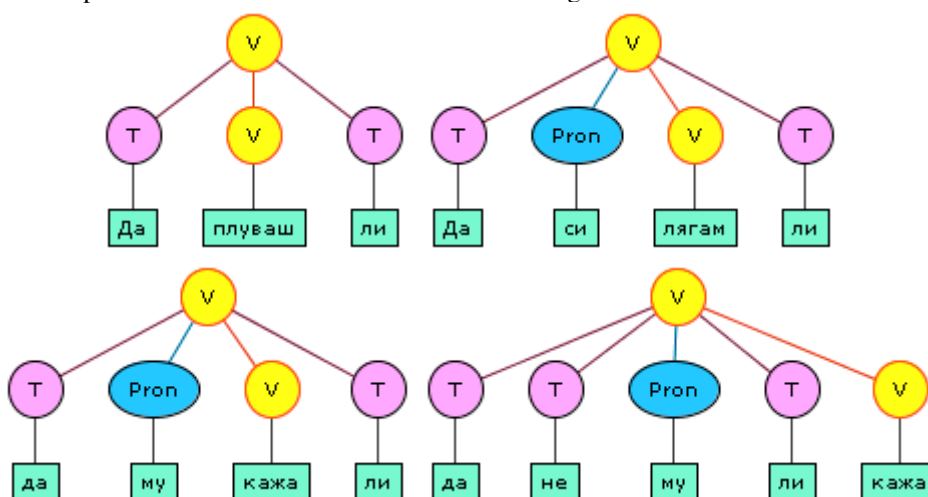 V V
T V T T Pron V T
Да плуваш ли Да си лягам ли
V V
T Pron V T T T Pron T V
да му кажа ли да не му ли кажа